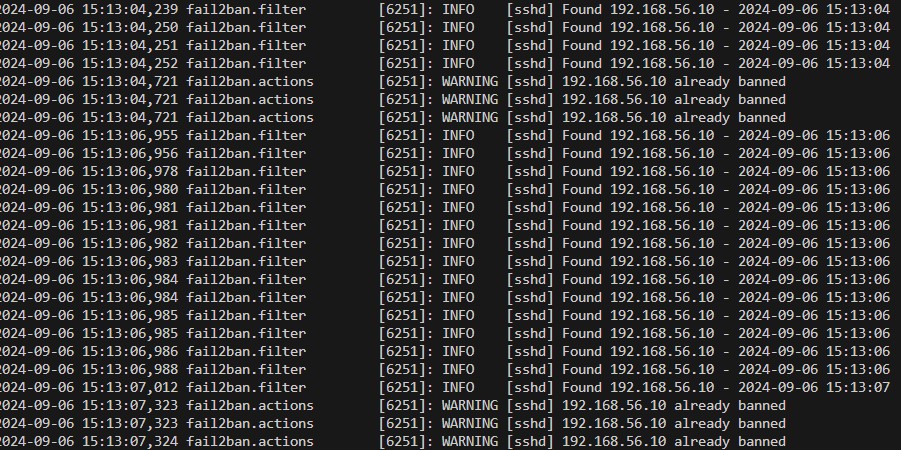 024-09-06 15:13:04,239 fail2ban.filter [6251]: INFO [sshd] Found 192.168.56.10 - 2024-09-06 15:13:04
024-09-06 15:13:04,250 fail2ban.filter [6251]: INFO [sshd] Found 192.168.56.10 - 2024-09-06 15:13:04
024-09-06 15:13:04,251 fail2ban.filter [6251]: INFO [sshd] Found 192.168.56.10 - 2024-09-06 15:13:04
024-09-06 15:13:04,252 fail2ban.filter [6251]: INFO [sshd] Found 192.168.56.10 - 2024-09-06 15:13:04
024-09-06 15:13:04,721 fail2ban.actions [6251]: WARNING [sshd] 192.168.56.10 already banned
024-09-06 15:13:04,721 fail2ban.actions [6251]: WARNING [sshd] 192.168.56.10 already banned
024-09-06 15:13:04,721 fail2ban.actions [6251]: WARNING [sshd] 192.168.56.10 already banned
024-09-06 15:13:06,955 fail2ban.filter [6251]: INFO [sshd] Found 192.168.56.10 - 2024-09-06 15:13:06
024-09-06 15:13:06,956 fail2ban.filter [6251]: INFO [sshd] Found 192.168.56.10 - 2024-09-06 15:13:06
024-09-06 15:13:06,978 fail2ban.filter [6251]: INFO [sshd] Found 192.168.56.10 - 2024-09-06 15:13:06
024-09-06 15:13:06,980 fail2ban.filter [6251]: INFO [sshd] Found 192.168.56.10 - 2024-09-06 15:13:06
024-09-06 15:13:06,981 fail2ban.filter [6251]: INFO [sshd] Found 192.168.56.10 - 2024-09-06 15:13:06
024-09-06 15:13:06,981 fail2ban.filter [6251]: INFO [sshd] Found 192.168.56.10 - 2024-09-06 15:13:06
024-09-06 15:13:06,982 fail2ban.filter [6251]: INFO [sshd] Found 192.168.56.10 - 2024-09-06 15:13:06
024-09-06 15:13:06,983 fail2ban.filter [6251]: INFO [sshd] Found 192.168.56.10 - 2024-09-06 15:13:06
024-09-06 15:13:06,984 fail2ban.filter [6251]: INFO [sshd] Found 192.168.56.10 - 2024-09-06 15:13:06
024-09-06 15:13:06,984 fail2ban.filter [6251]: INFO [sshd] Found 192.168.56.10 - 2024-09-06 15:13:06
024-09-06 15:13:06,985 fail2ban.filter [6251]: INFO [sshd] Found 192.168.56.10 - 2024-09-06 15:13:06
024-09-06 15:13:06,985 fail2ban.filter [6251]: INFO [sshd] Found 192.168.56.10 - 2024-09-06 15:13:06
024-09-06 15:13:06,986 fail2ban.filter [6251]: INFO [sshd] Found 192.168.56.10 - 2024-09-06 15:13:06
024-09-06 15:13:06,988 fail2ban.filter [6251]: INFO [sshd] Found 192.168.56.10 - 2024-09-06 15:13:06
024-09-06 15:13:07,012 fail2ban.filter [6251]: INFO [sshd] Found 192.168.56.10 - 2024-09-06 15:13:07
024-09-06 15:13:07,323 fail2ban.actions [6251]: WARNING [sshd] 192.168.56.10 already banned
024-09-06 15:13:07,323 fail2ban.actions [6251]: WARNING [sshd] 192.168.56.10 already banned
024-09-06 15:13:07,324 fail2ban.actions [6251]: WARNING [sshd] 192.168.56.10 already banned